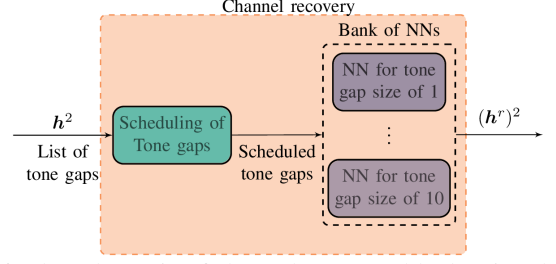 Channel recovery
Bank of NNs
NN for tone
gap size of 1
h²
Scheduling of
Tone gaps
List of
tone gaps
Scheduled
tone gaps
⋮
(hʳ)²
NN for tone
gap size of 10